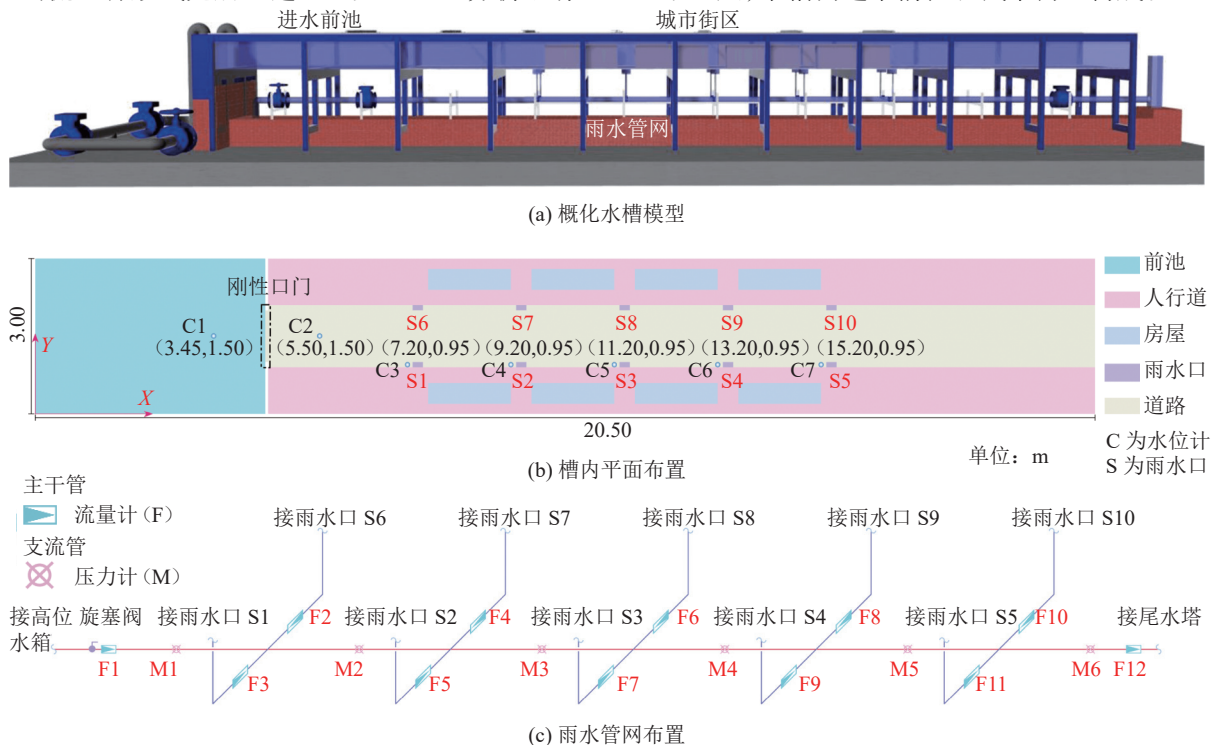 进水前池
城市街区
雨水管网
(a) 概化水槽模型
刚性口门
3.00
Y
X
C1
(3.45,1.50)
C2
(5.50,1.50)
(7.20,0.95)
(9.20,0.95)
(11.20,0.95)
(13.20,0.95)
(15.20,0.95)
S6
S7
S8
S9
S10
C3
S1
C4
S2
C5
S3
C6
S4
C7
S5
20.50
单位：m
前池
人行道
房屋
雨水口
道路
C 为水位计
S 为雨水口
(b) 槽内平面布置
主干管
流量计(F)
支流管
压力计(M)
接雨水口 S6
接雨水口 S7
接雨水口 S8
接雨水口 S9
接雨水口 S10
接高位
水箱
旋塞阀
接雨水口 S1
接雨水口 S2
接雨水口 S3
接雨水口 S4
接雨水口 S5
接尾水塔
F2
F4
F6
F8
F10
F1
M1
F3
M2
F5
M3
F7
M4
F9
M5
F11
M6
F12
(c) 雨水管网布置